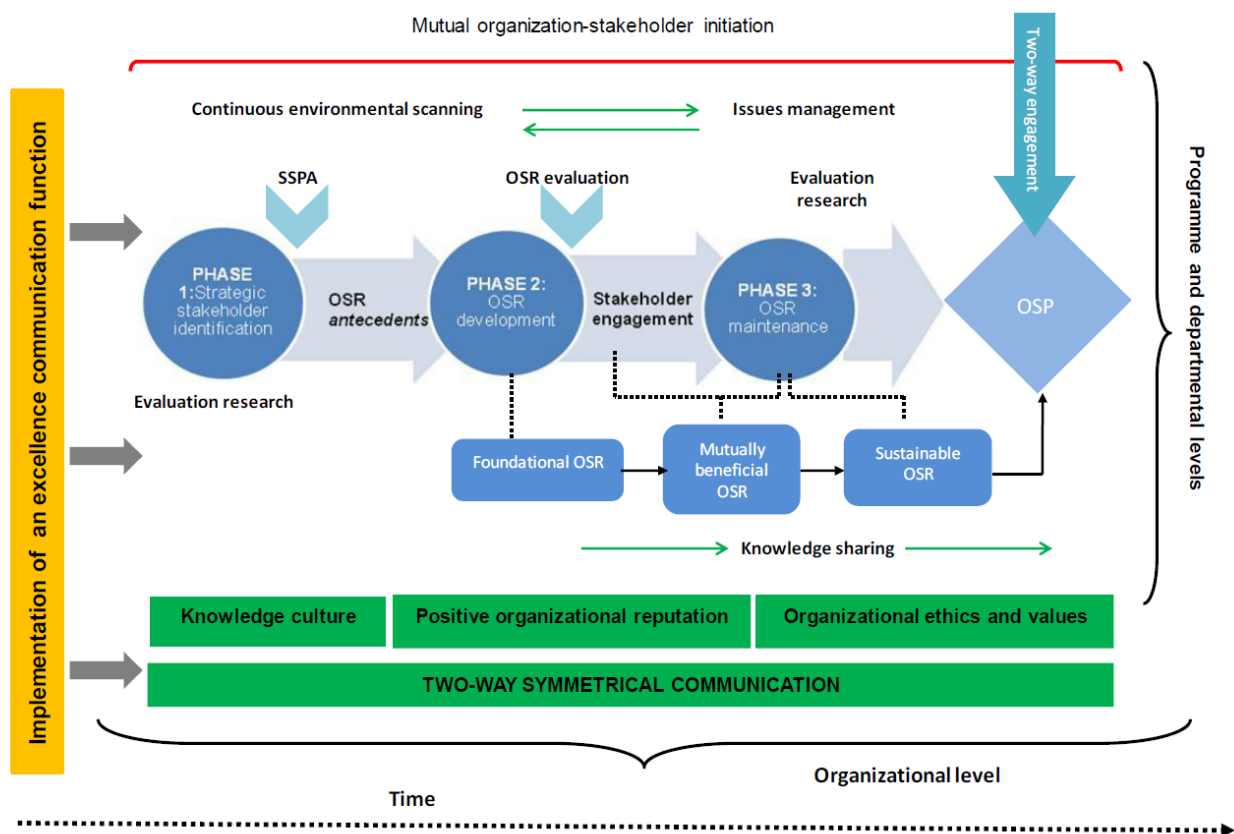 Mutual organization-stakeholder initiation
Two-way engagement
Continuous environmental scanning
Issues management
SSPA
OSR evaluation
Evaluation
research
Implementation of an excellence communication function
Programme and departmental levels
PHASE
1:Strategic
stakeholder
identification
OSR
antecedents
PHASE 2:
OSR
development
Stakeholder
engagement
PHASE 3:
OSR
maintenance
OSP
Evaluation research
Foundational OSR
Mutually
beneficial
OSR
Sustainable
OSR
Knowledge sharing
Knowledge culture
Positive organizational reputation
Organizational ethics and values
TWO-WAY SYMMETRICAL COMMUNICATION
Organizational level
Time